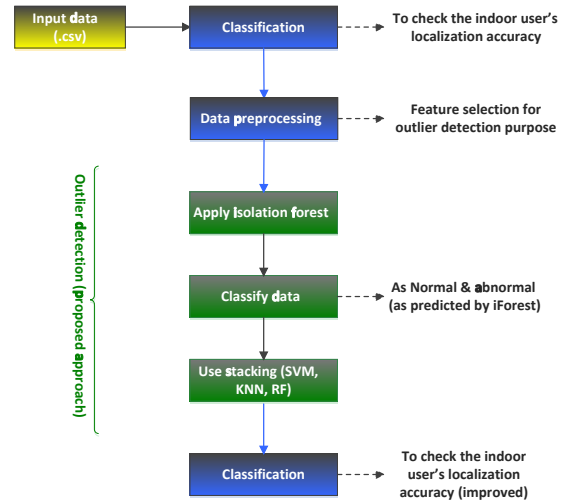 Input data
(.csv)
Classification
To check the indoor user's
localization accuracy
Data preprocessing
Feature selection for
outlier detection purpose
Outlier detection (proposed approach)
Apply isolation forest
Classify data
As Normal & abnormal
(as predicted by iForest)
Use stacking (SVM,
KNN, RF)
Classification
To check the indoor
user's localization
accuracy (improved)